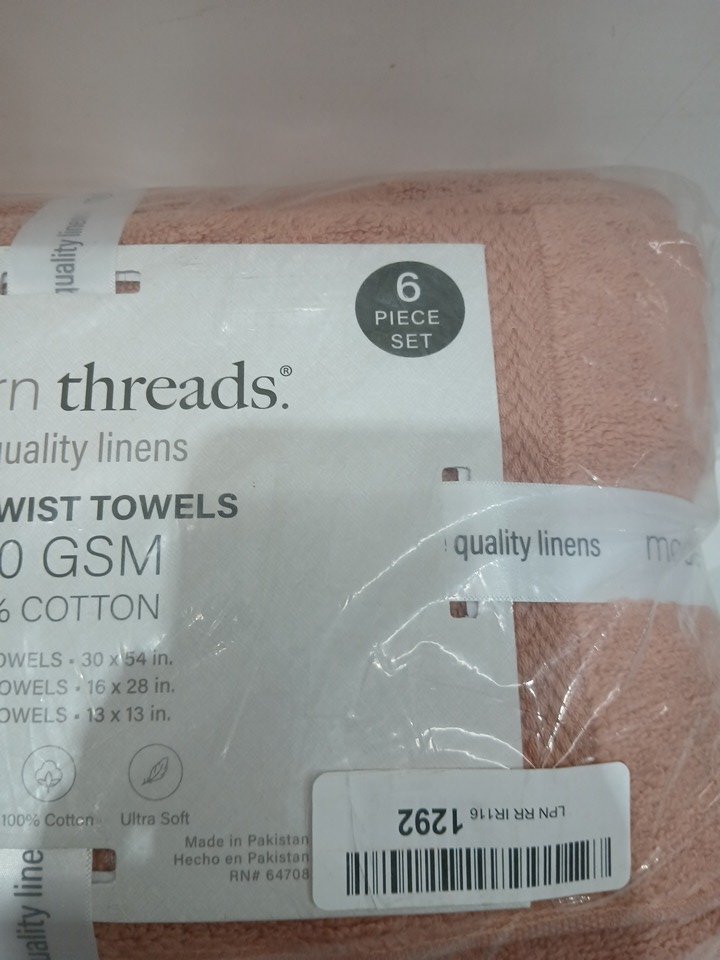 quality linen
6
PIECE
SET
rn threads.®
uality linens
WIST TOWELS
0 GSM
% COTTON
OWELS • 30 x 54 in.
OWELS • 16 x 28 in.
OWELS • 13 x 13 in.
quality linens mode
100% Cotton Ultra Soft
Made in Pakistan
Hecho en Pakistan
RN# 64708
LPN RR IR116 1292
uality line